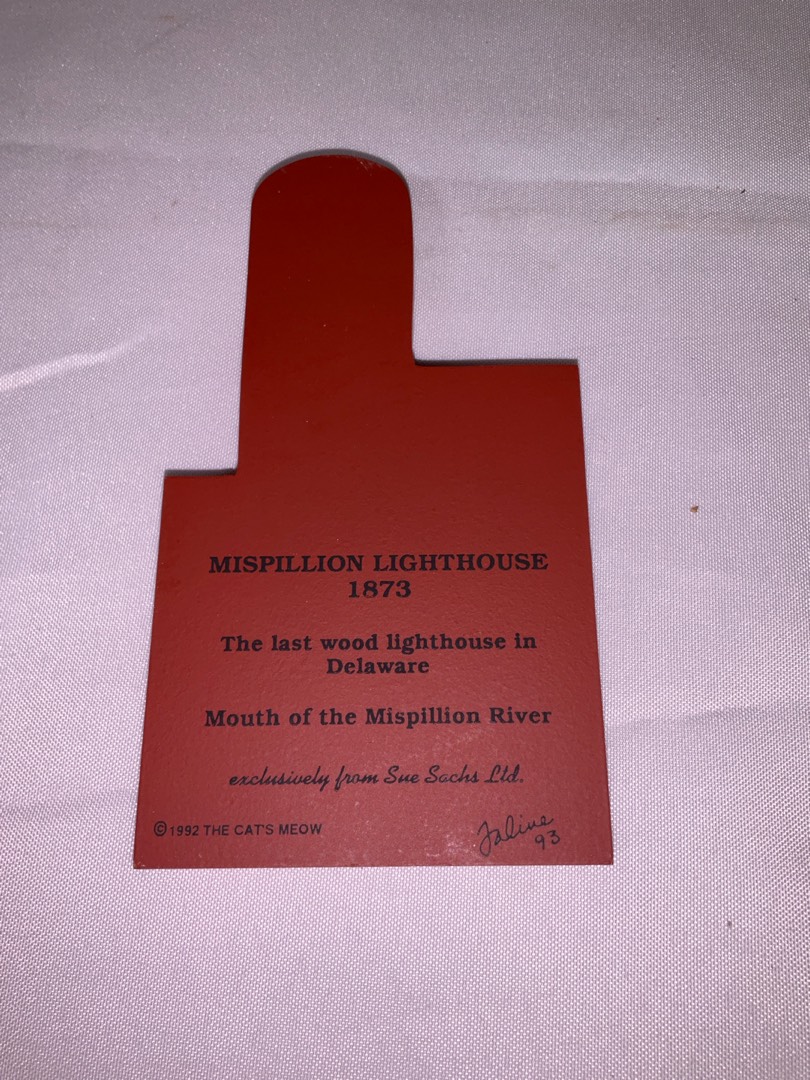 MISPILLION LIGHTHOUSE
1873
The last wood lighthouse in
Delaware
Mouth of the Mispillion River
exclusively from Sue Sachs Ltd.
©1992 THE CAT'S MEOW
Faline
93